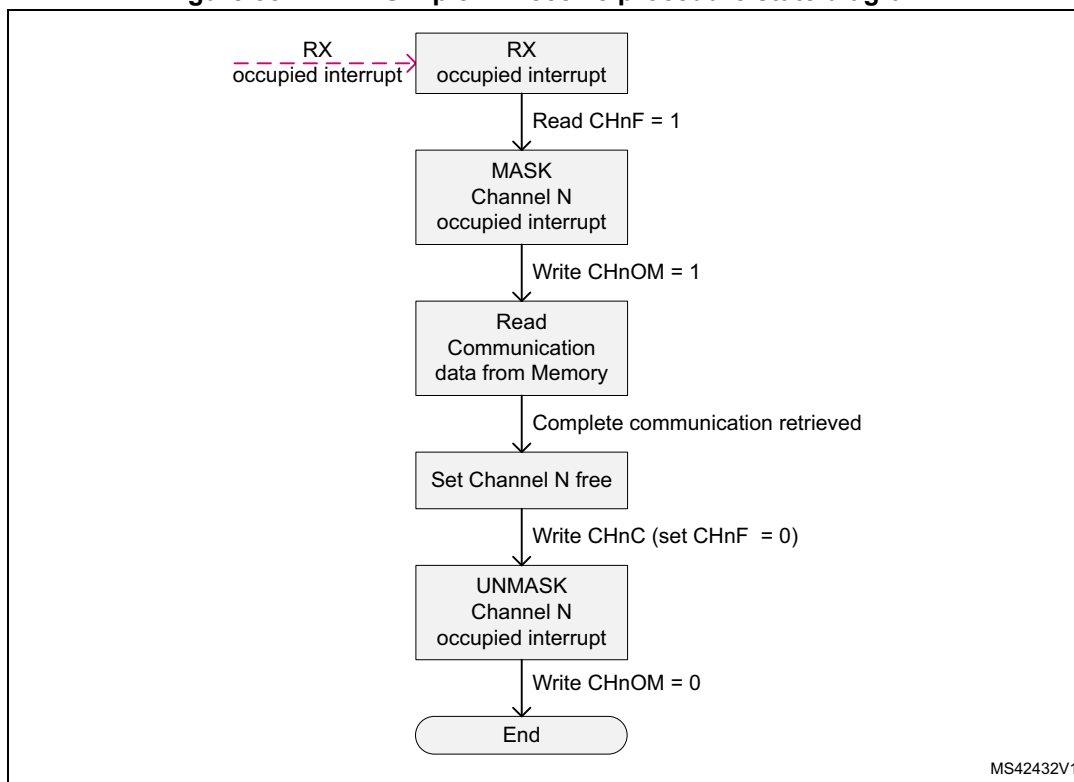 RX
occupied interrupt
RX
occupied interrupt
Read CHnF = 1
MASK
Channel N
occupied interrupt
Write CHnOM = 1
Read
Communication
data from Memory
Complete communication retrieved
Set Channel N free
Write CHnC (set CHnF = 0)
UNMASK
Channel N
occupied interrupt
Write CHnOM = 0
End
MS42432V1